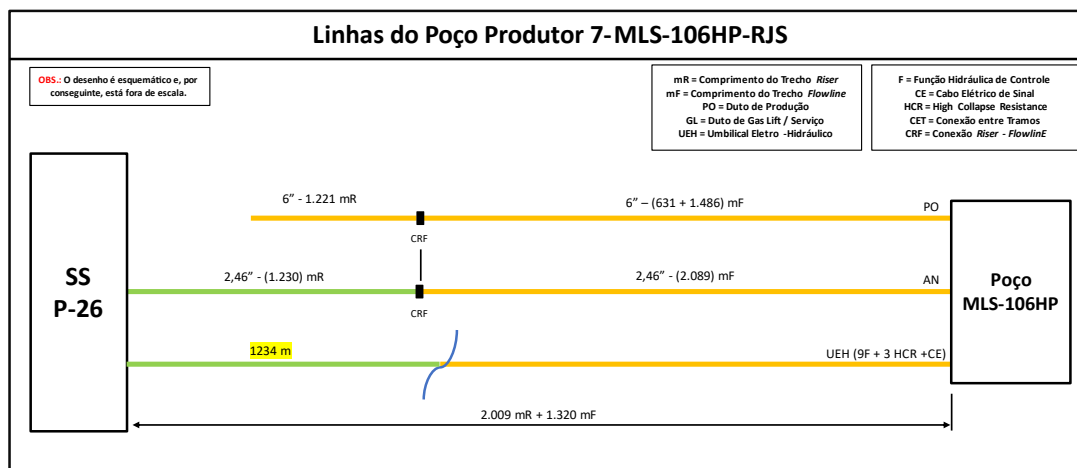 Linhas do Poço Produtor 7-MLS-106HP-RJS
OBS.: O desenho é esquemático e, por
conseguinte, está fora de escala.
mR = Comprimento do Trecho Riser
mF = Comprimento do Trecho Flowline
PO = Duto de Produção
GL = Duto de Gas Lift / Serviço
UEH = Umbilical Eletro -Hidráulico
F = Função Hidráulica de Controle
CE = Cabo Elétrico de Sinal
HCR = High Collapse Resistance
CET = Conexão entre Tramos
CRF = Conexão Riser - FlowlinE
SS
P-26
6” - 1.221 mR
CRF
6” – (631 + 1.486) mF
PO
2,46” - (1.230) mR
CRF
2,46” - (2.089) mF
AN
1234 m
UEH (9F + 3 HCR +CE)
Poço
MLS-106HP
2.009 mR + 1.320 mF